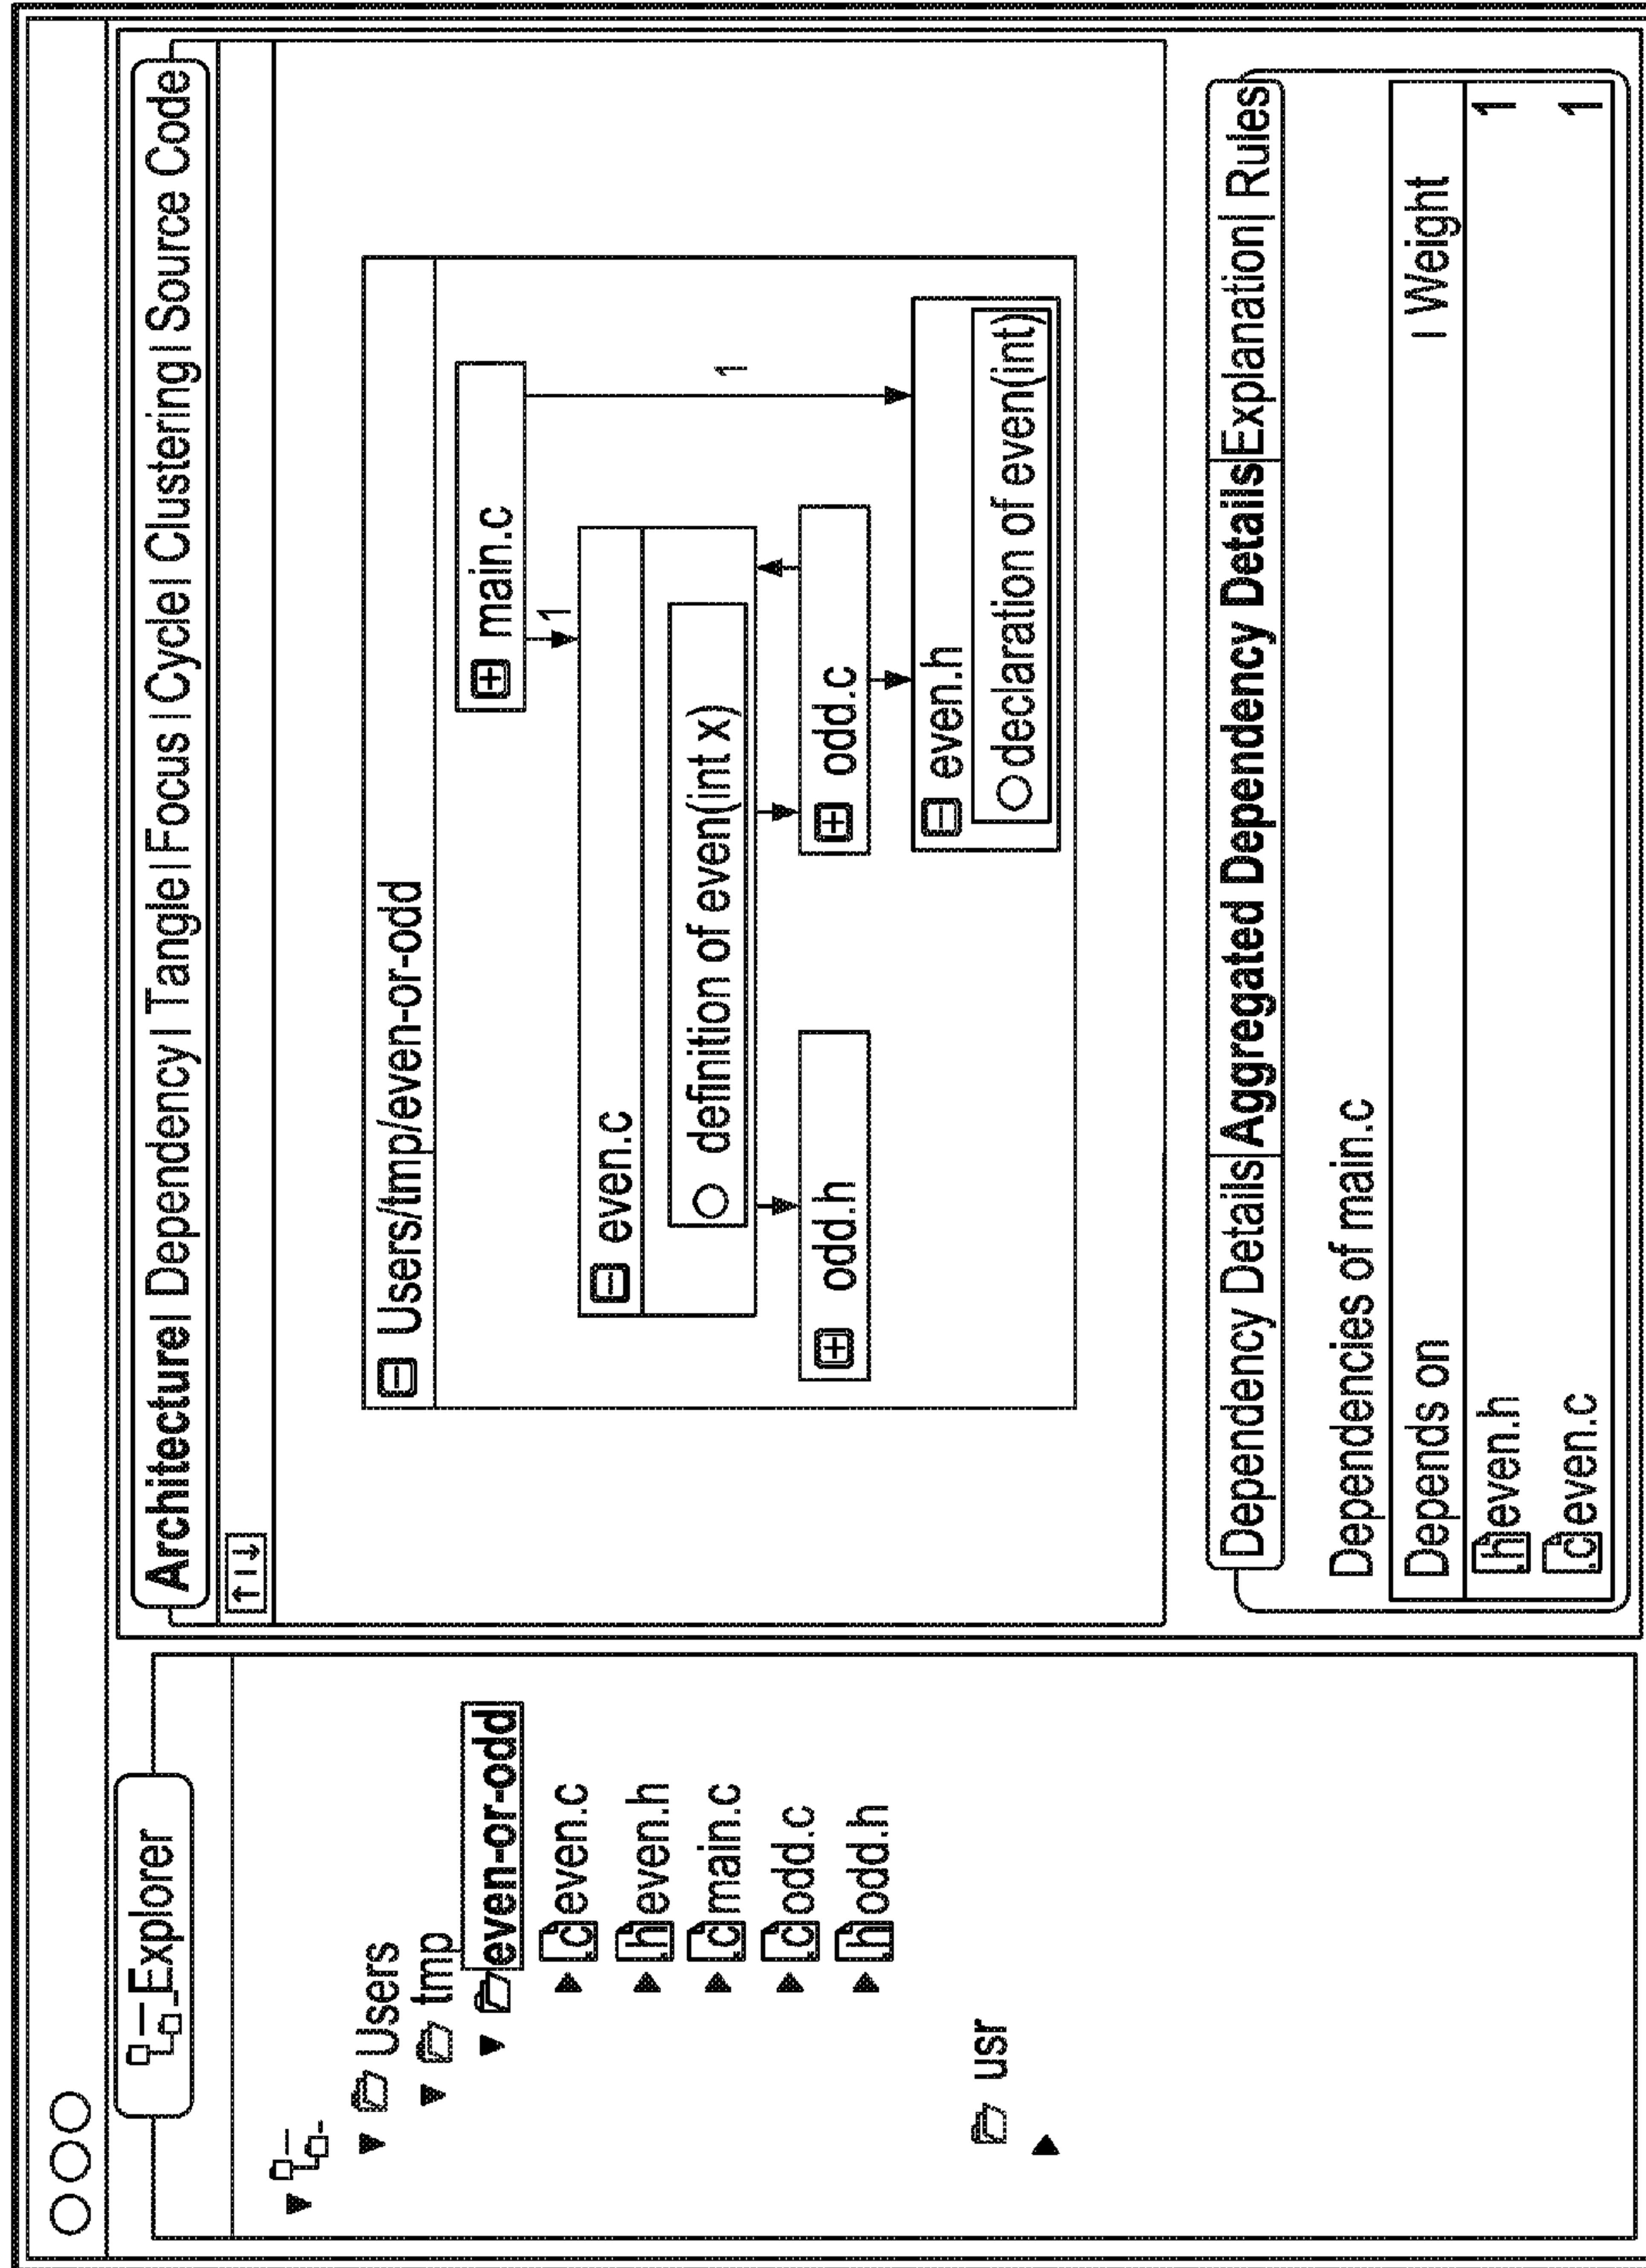 Explorer
Users
tmp
even-or-odd
.c even.c
.h even.h
.c main.c
.c odd.c
.h odd.h
usr
Architecture| Dependency| Tangle| Focus| Cycle| Clustering| Source Code
Users/tmp/even-or-odd
main.c
1
even.c
definition of even(int x)
1
odd.h
odd.c
even.h
declaration of even(int)
Dependency Details| Aggregated Dependency Details| Explanation| Rules
Dependencies of main.c
Depends on | Weight
.h even.h 1
.c even.c 1